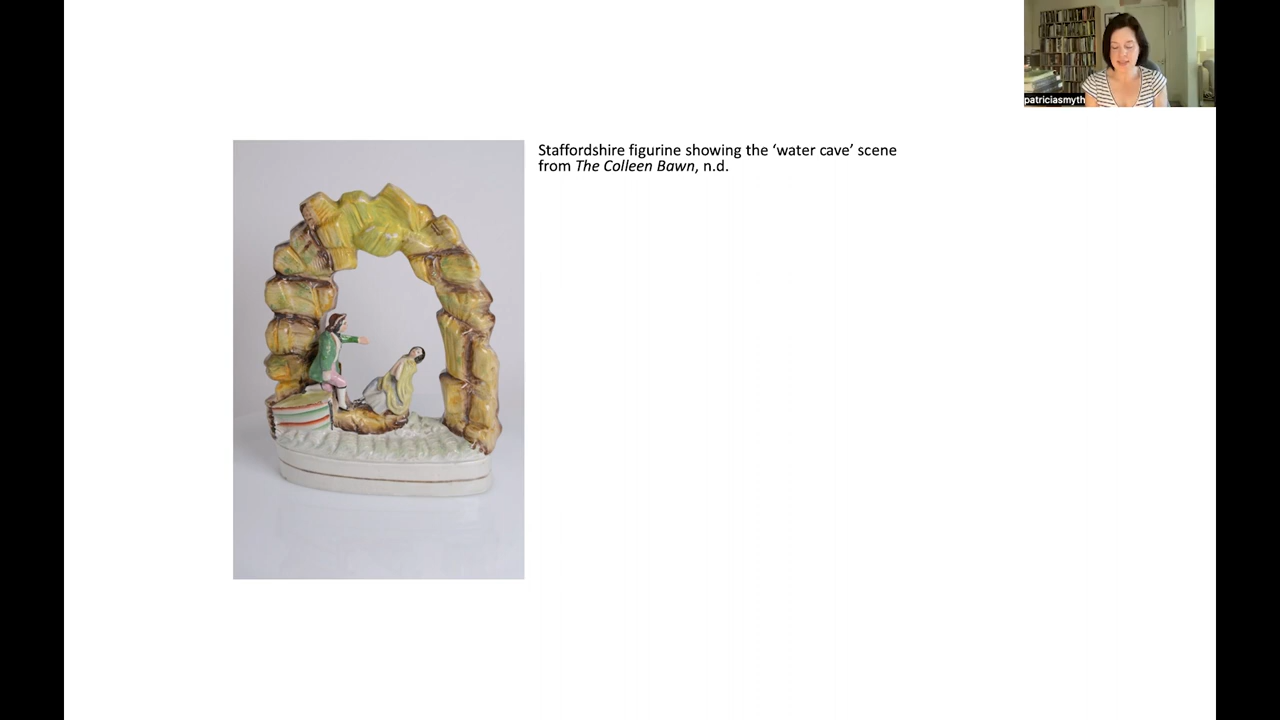 patriciasmyth
Staffordshire figurine showing the ‘water cave’ scene
from The Colleen Bawn, n.d.